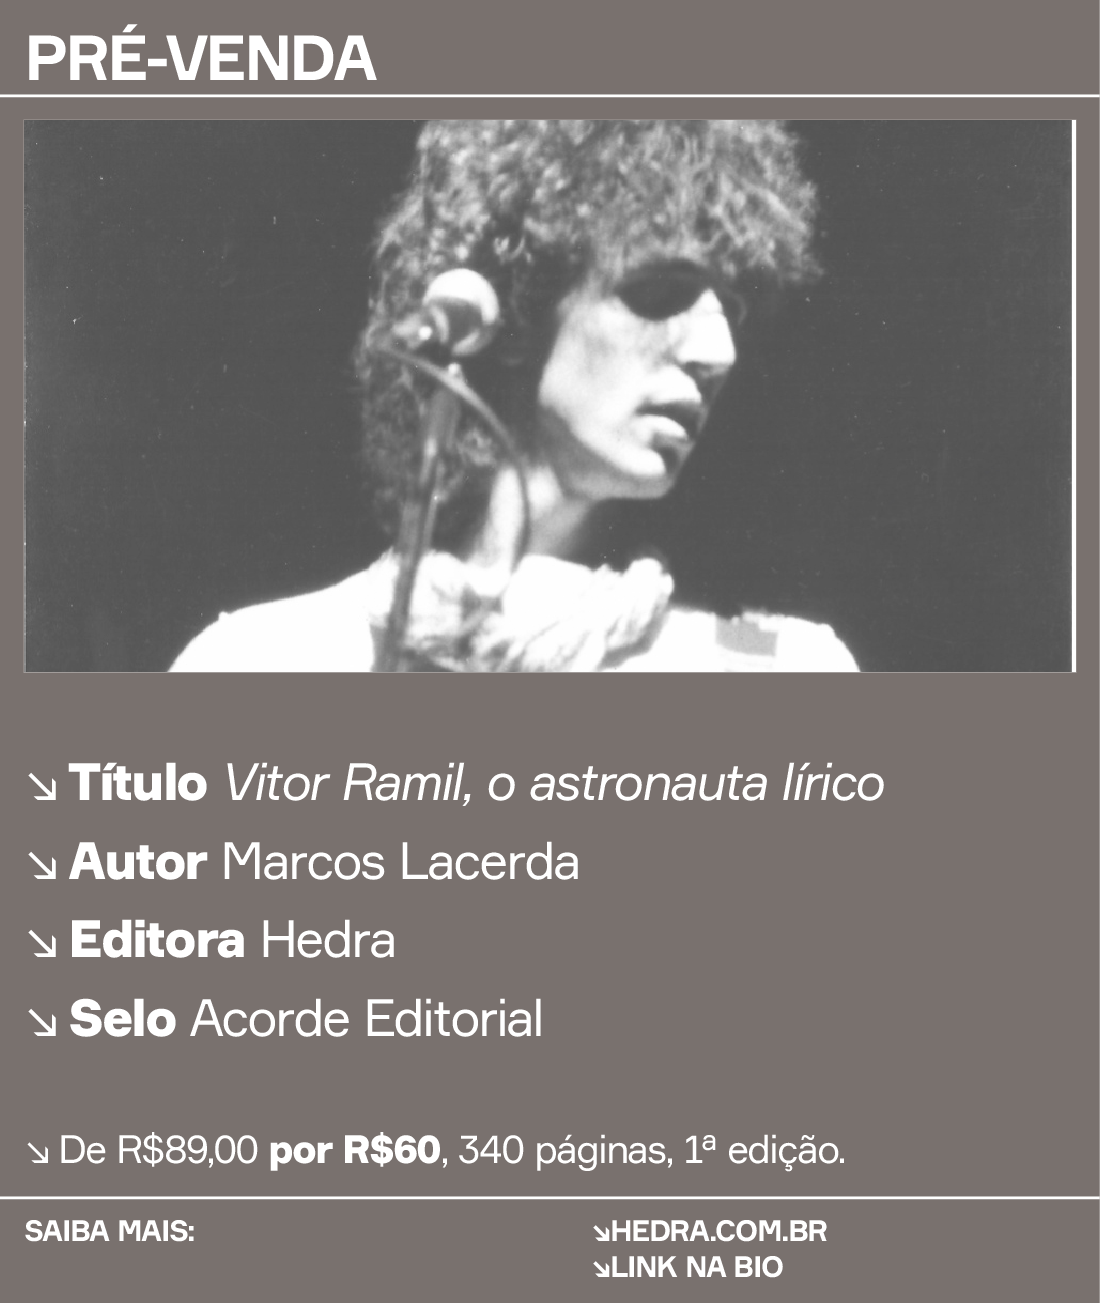 PRÉ-VENDA
↘ Título Vitor Ramil, o astronauta lírico
↘ Autor Marcos Lacerda
↘ Editora Hedra
↘ Selo Acorde Editorial
↘ De R$89,00 por R$60, 340 páginas, 1ª edição.
SAIBA MAIS:
↘HEDRA.COM.BR
↘LINK NA BIO